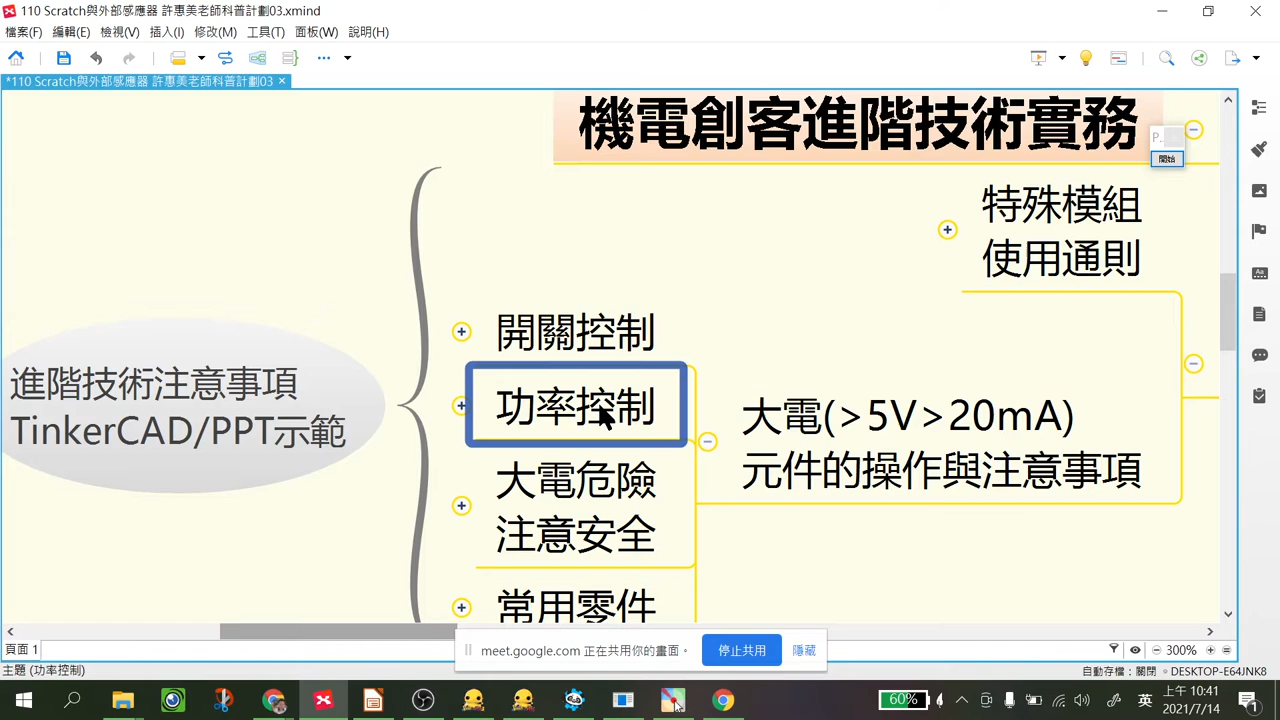 110 Scratch與外部感應器 許惠美老師科普計劃03.xmind
檔案(F) 編輯(E) 檢視(V) 插入(I) 修改(M) 工具(T) 面板(W) 說明(H)
*110 Scratch與外部感應器 許惠美老師科普計劃03
機電創客進階技術實務
P...
開始
特殊模組
使用通則
開關控制
進階技術注意事項
TinkerCAD/PPT示範
功率控制
大電(>5V>20mA)
元件的操作與注意事項
大電危險
注意安全
常用零件
meet.google.com 正在共用你的畫面。 停止共用 隱藏
頁面 1
300%
主題 (功率控制)
自動存檔：關閉
DESKTOP-E64JNK8
60%
英
上午 10:41
2021/7/14
1